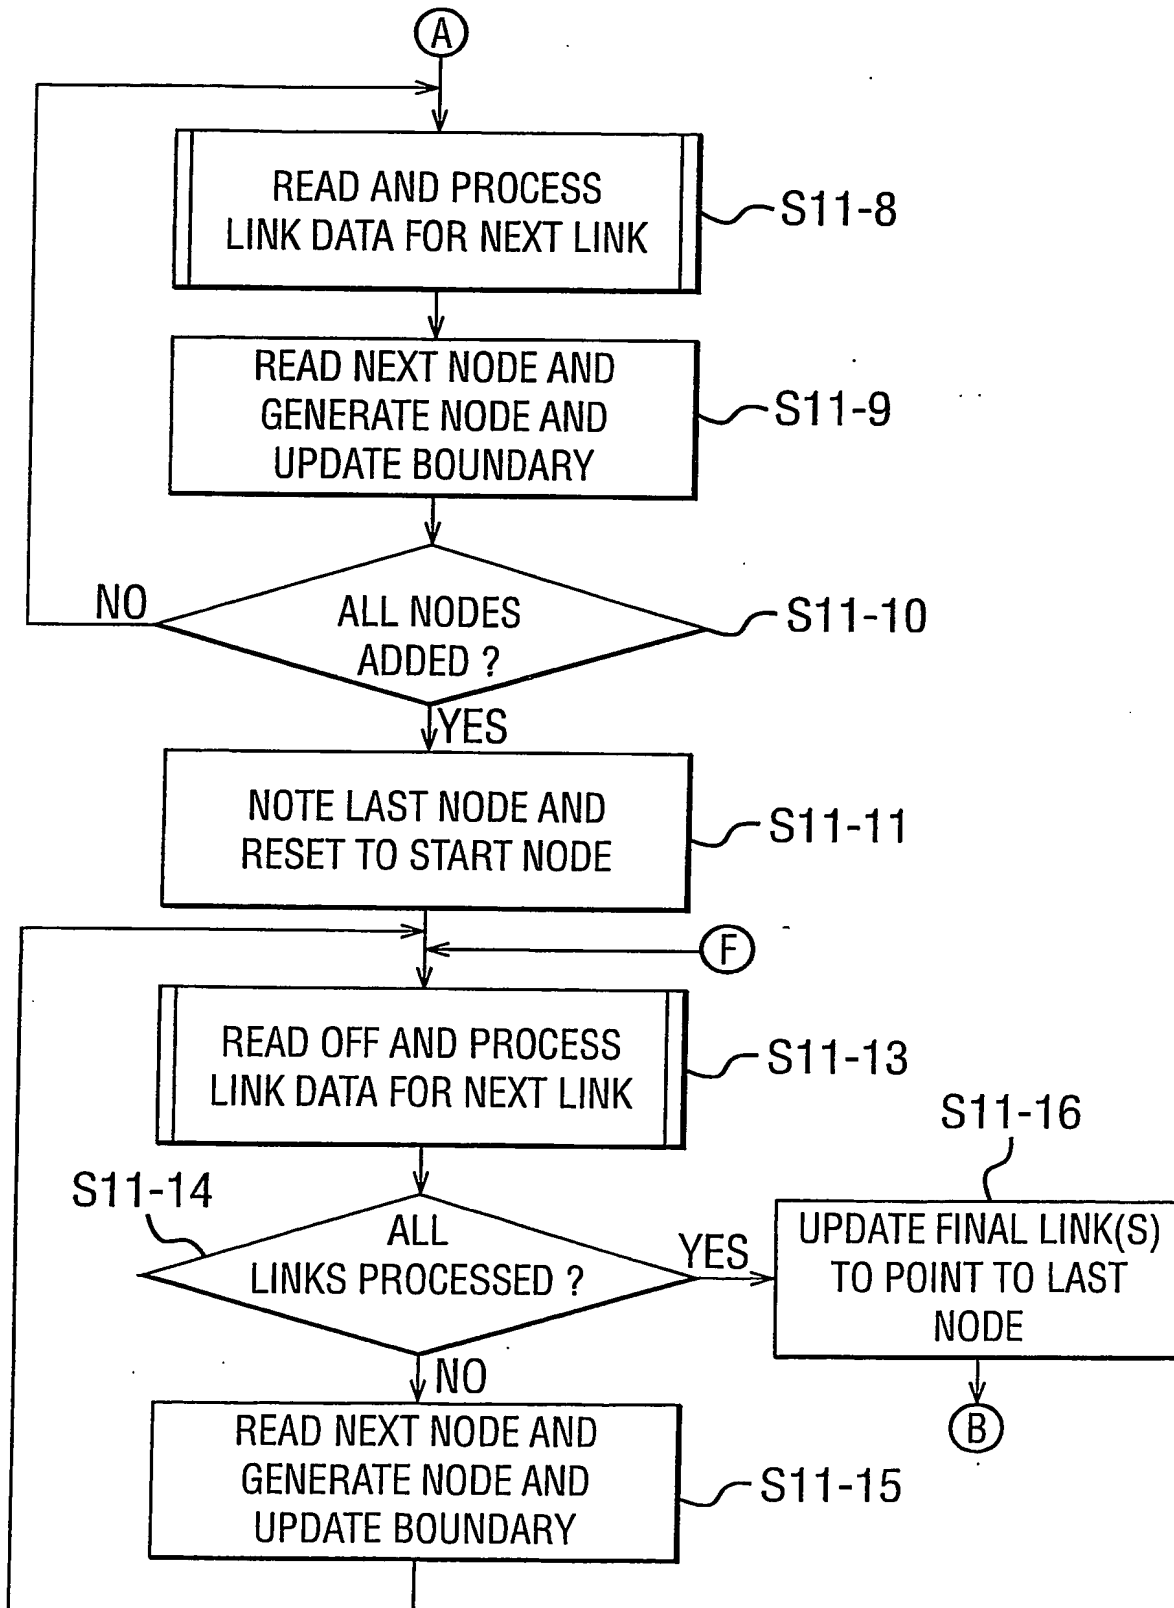 A
READ AND PROCESS
LINK DATA FOR NEXT LINK
S11-8
READ NEXT NODE AND
GENERATE NODE AND
UPDATE BOUNDARY
S11-9
NO
ALL NODES
ADDED ?
S11-10
YES
NOTE LAST NODE AND
RESET TO START NODE
S11-11
F
READ OFF AND PROCESS
LINK DATA FOR NEXT LINK
S11-13
S11-14
ALL
LINKS PROCESSED ?
YES
S11-16
UPDATE FINAL LINK(S)
TO POINT TO LAST
NODE
B
NO
READ NEXT NODE AND
GENERATE NODE AND
UPDATE BOUNDARY
S11-15